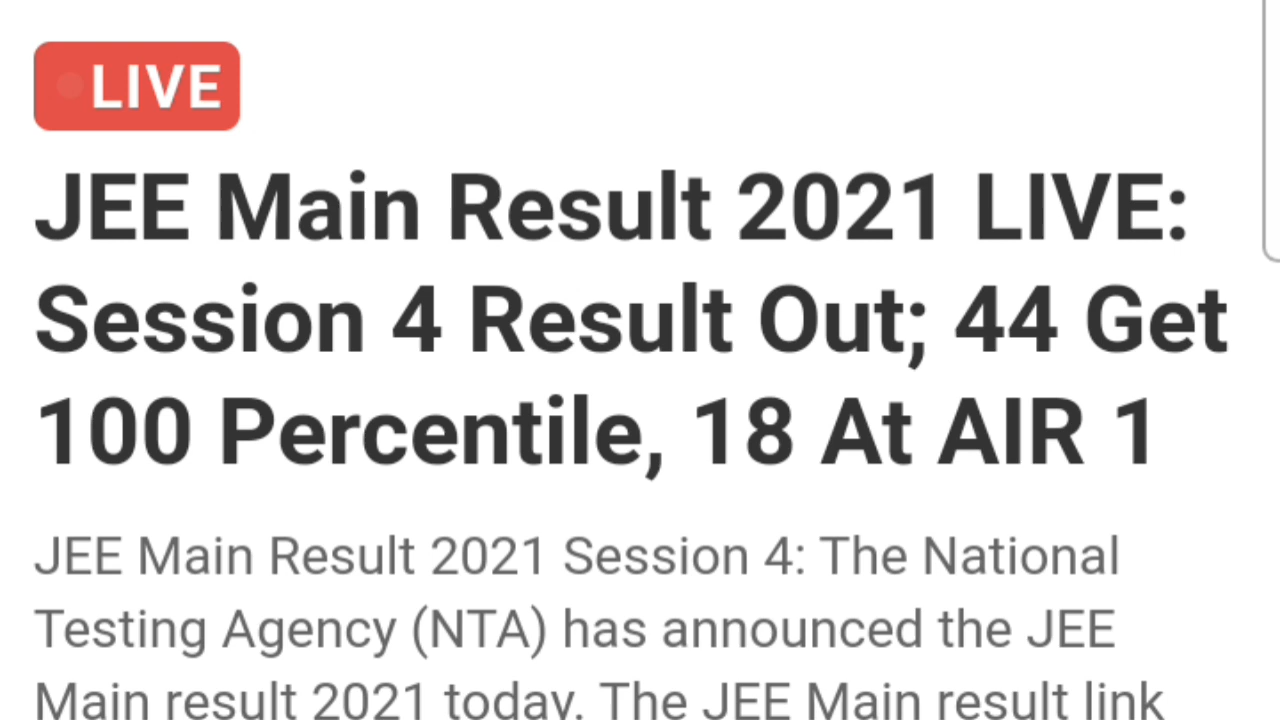 LIVE
JEE Main Result 2021 LIVE:
Session 4 Result Out; 44 Get
100 Percentile, 18 At AIR 1
JEE Main Result 2021 Session 4: The National
Testing Agency (NTA) has announced the JEE
Main result 2021 today. The JEE Main result link